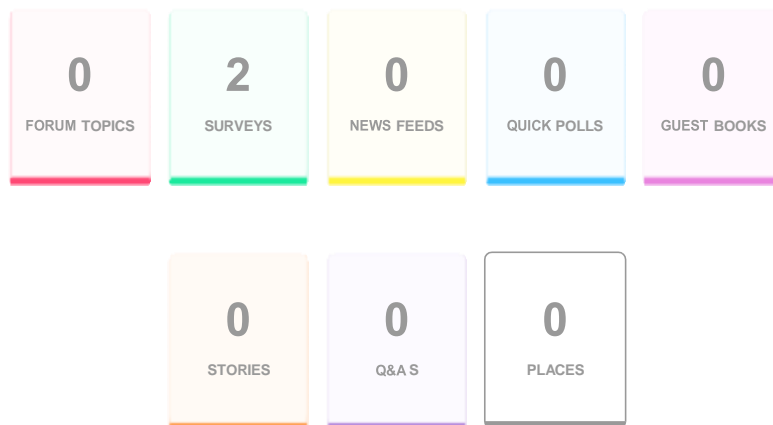 0 2 0 0 0
FORUM TOPICS SURVEYS NEWS FEEDS QUICK POLLS GUEST BOOKS
0 0 0
STORIES Q&A S PLACES